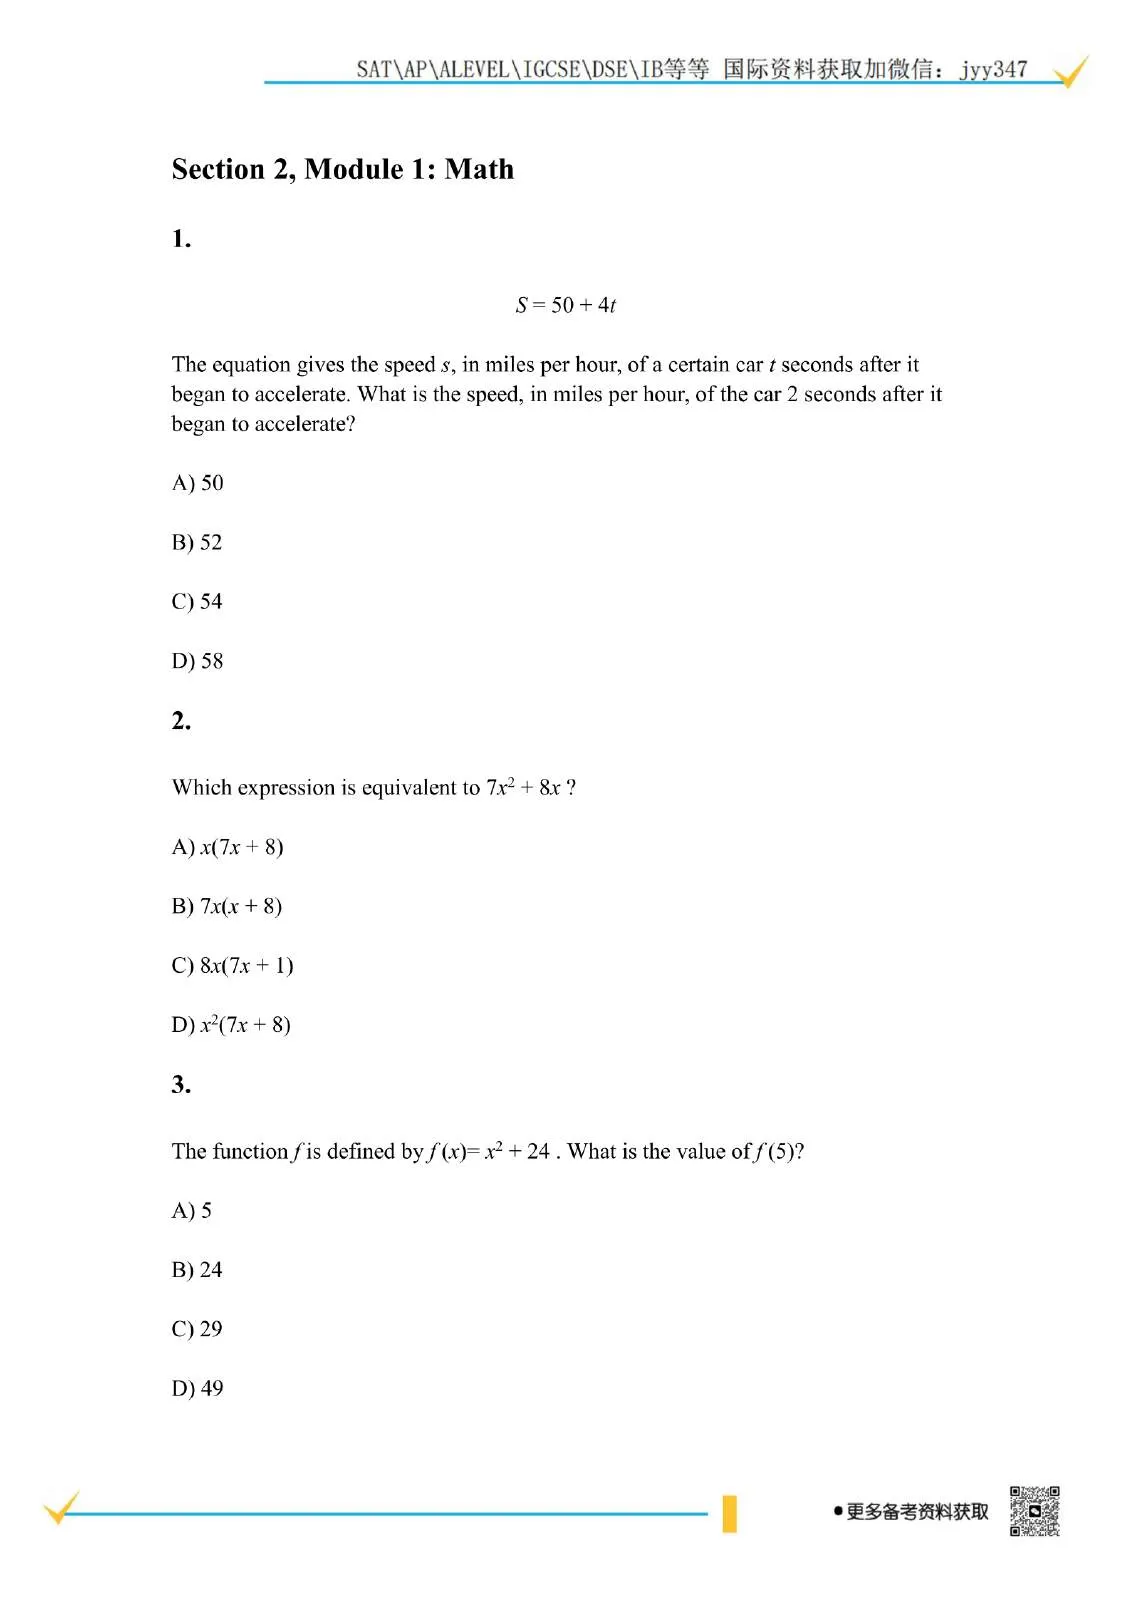 SAT\AP\ALEVEL\IGCSE\DSE\IB等等 国际资料获取加微信：jyy347
Section 2, Module 1: Math
1.
S = 50 + 4t
The equation gives the speed s, in miles per hour, of a certain car t seconds after it
began to accelerate. What is the speed, in miles per hour, of the car 2 seconds after it
began to accelerate?
A) 50
B) 52
C) 54
D) 58
2.
Which expression is equivalent to 7x² + 8x ?
A) x(7x + 8)
B) 7x(x + 8)
C) 8x(7x + 1)
D) x²(7x + 8)
3.
The function f is defined by f (x)= x² + 24 . What is the value of f (5)?
A) 5
B) 24
C) 29
D) 49
•更多备考资料获取